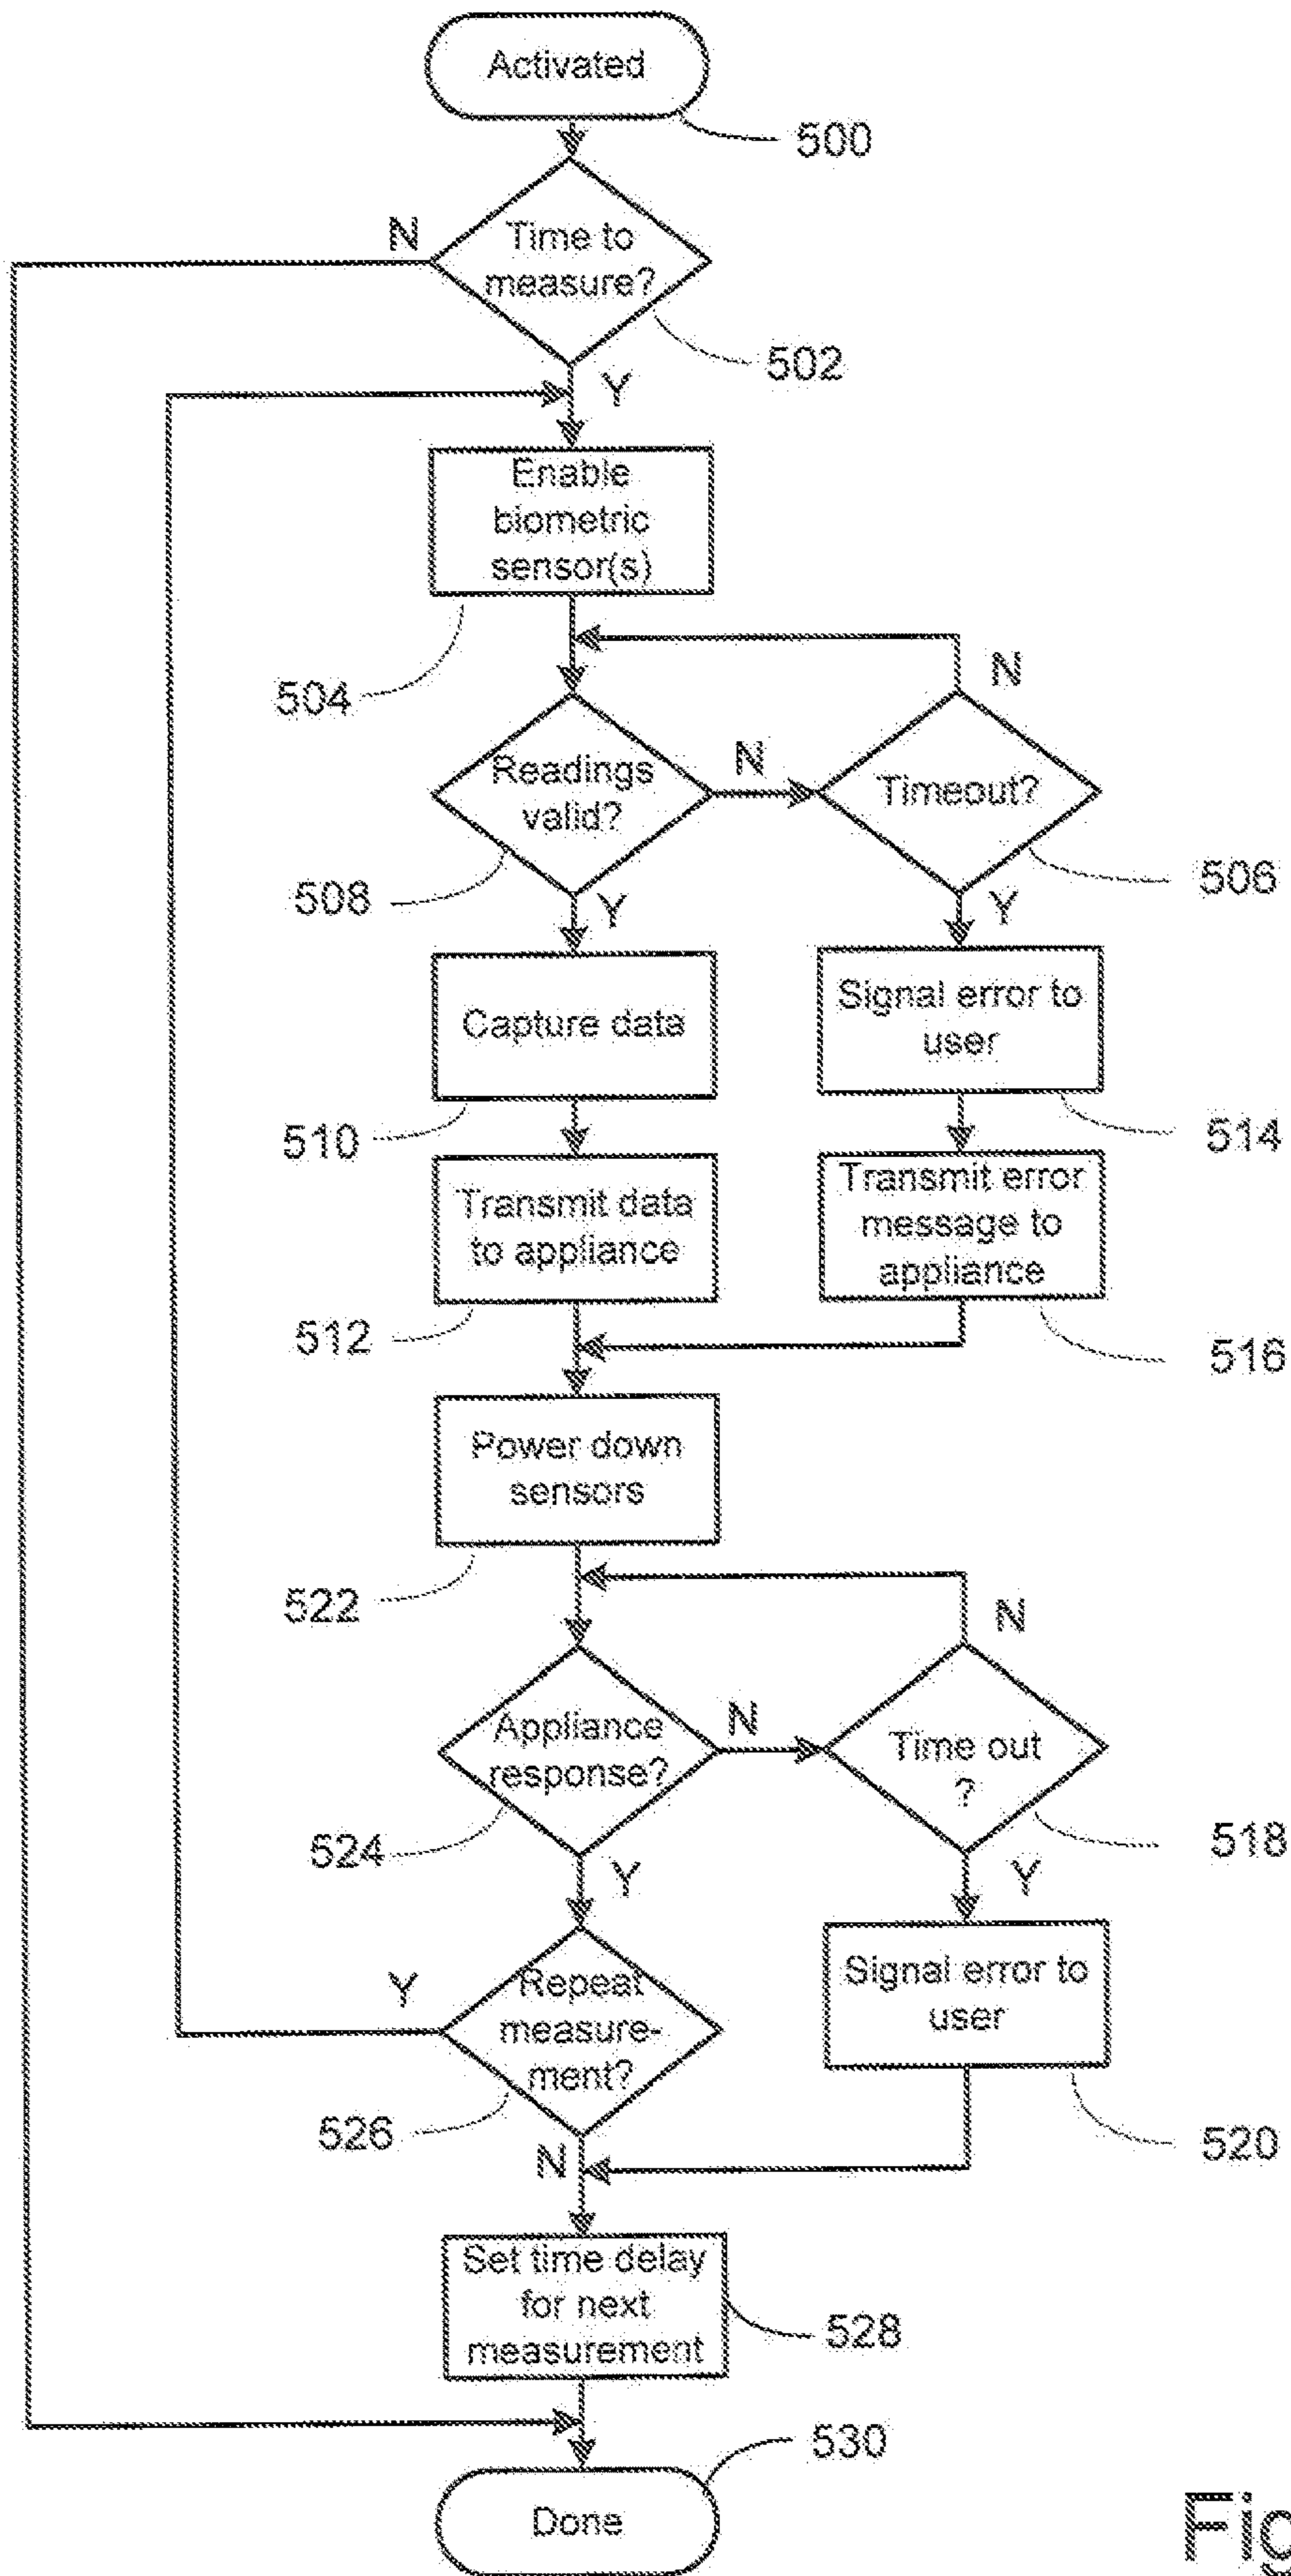 Activated
500
N
Time to
measure?
502
Y
Enable
biometric
sensor(s)
504
N
Readings
valid?
N
Timeout?
508
506
Y
Y
Capture data
Signal error to
user
510
514
Transmit data
to appliance
Transmit error
message to
appliance
512
516
Power down
sensors
522
N
Appliance
response?
N
Time out
?
524
518
Y
Y
Y
Repeat
measure-
ment?
Signal error to
user
526
520
N
Set time delay
for next
measurement
528
530
Done
Fig